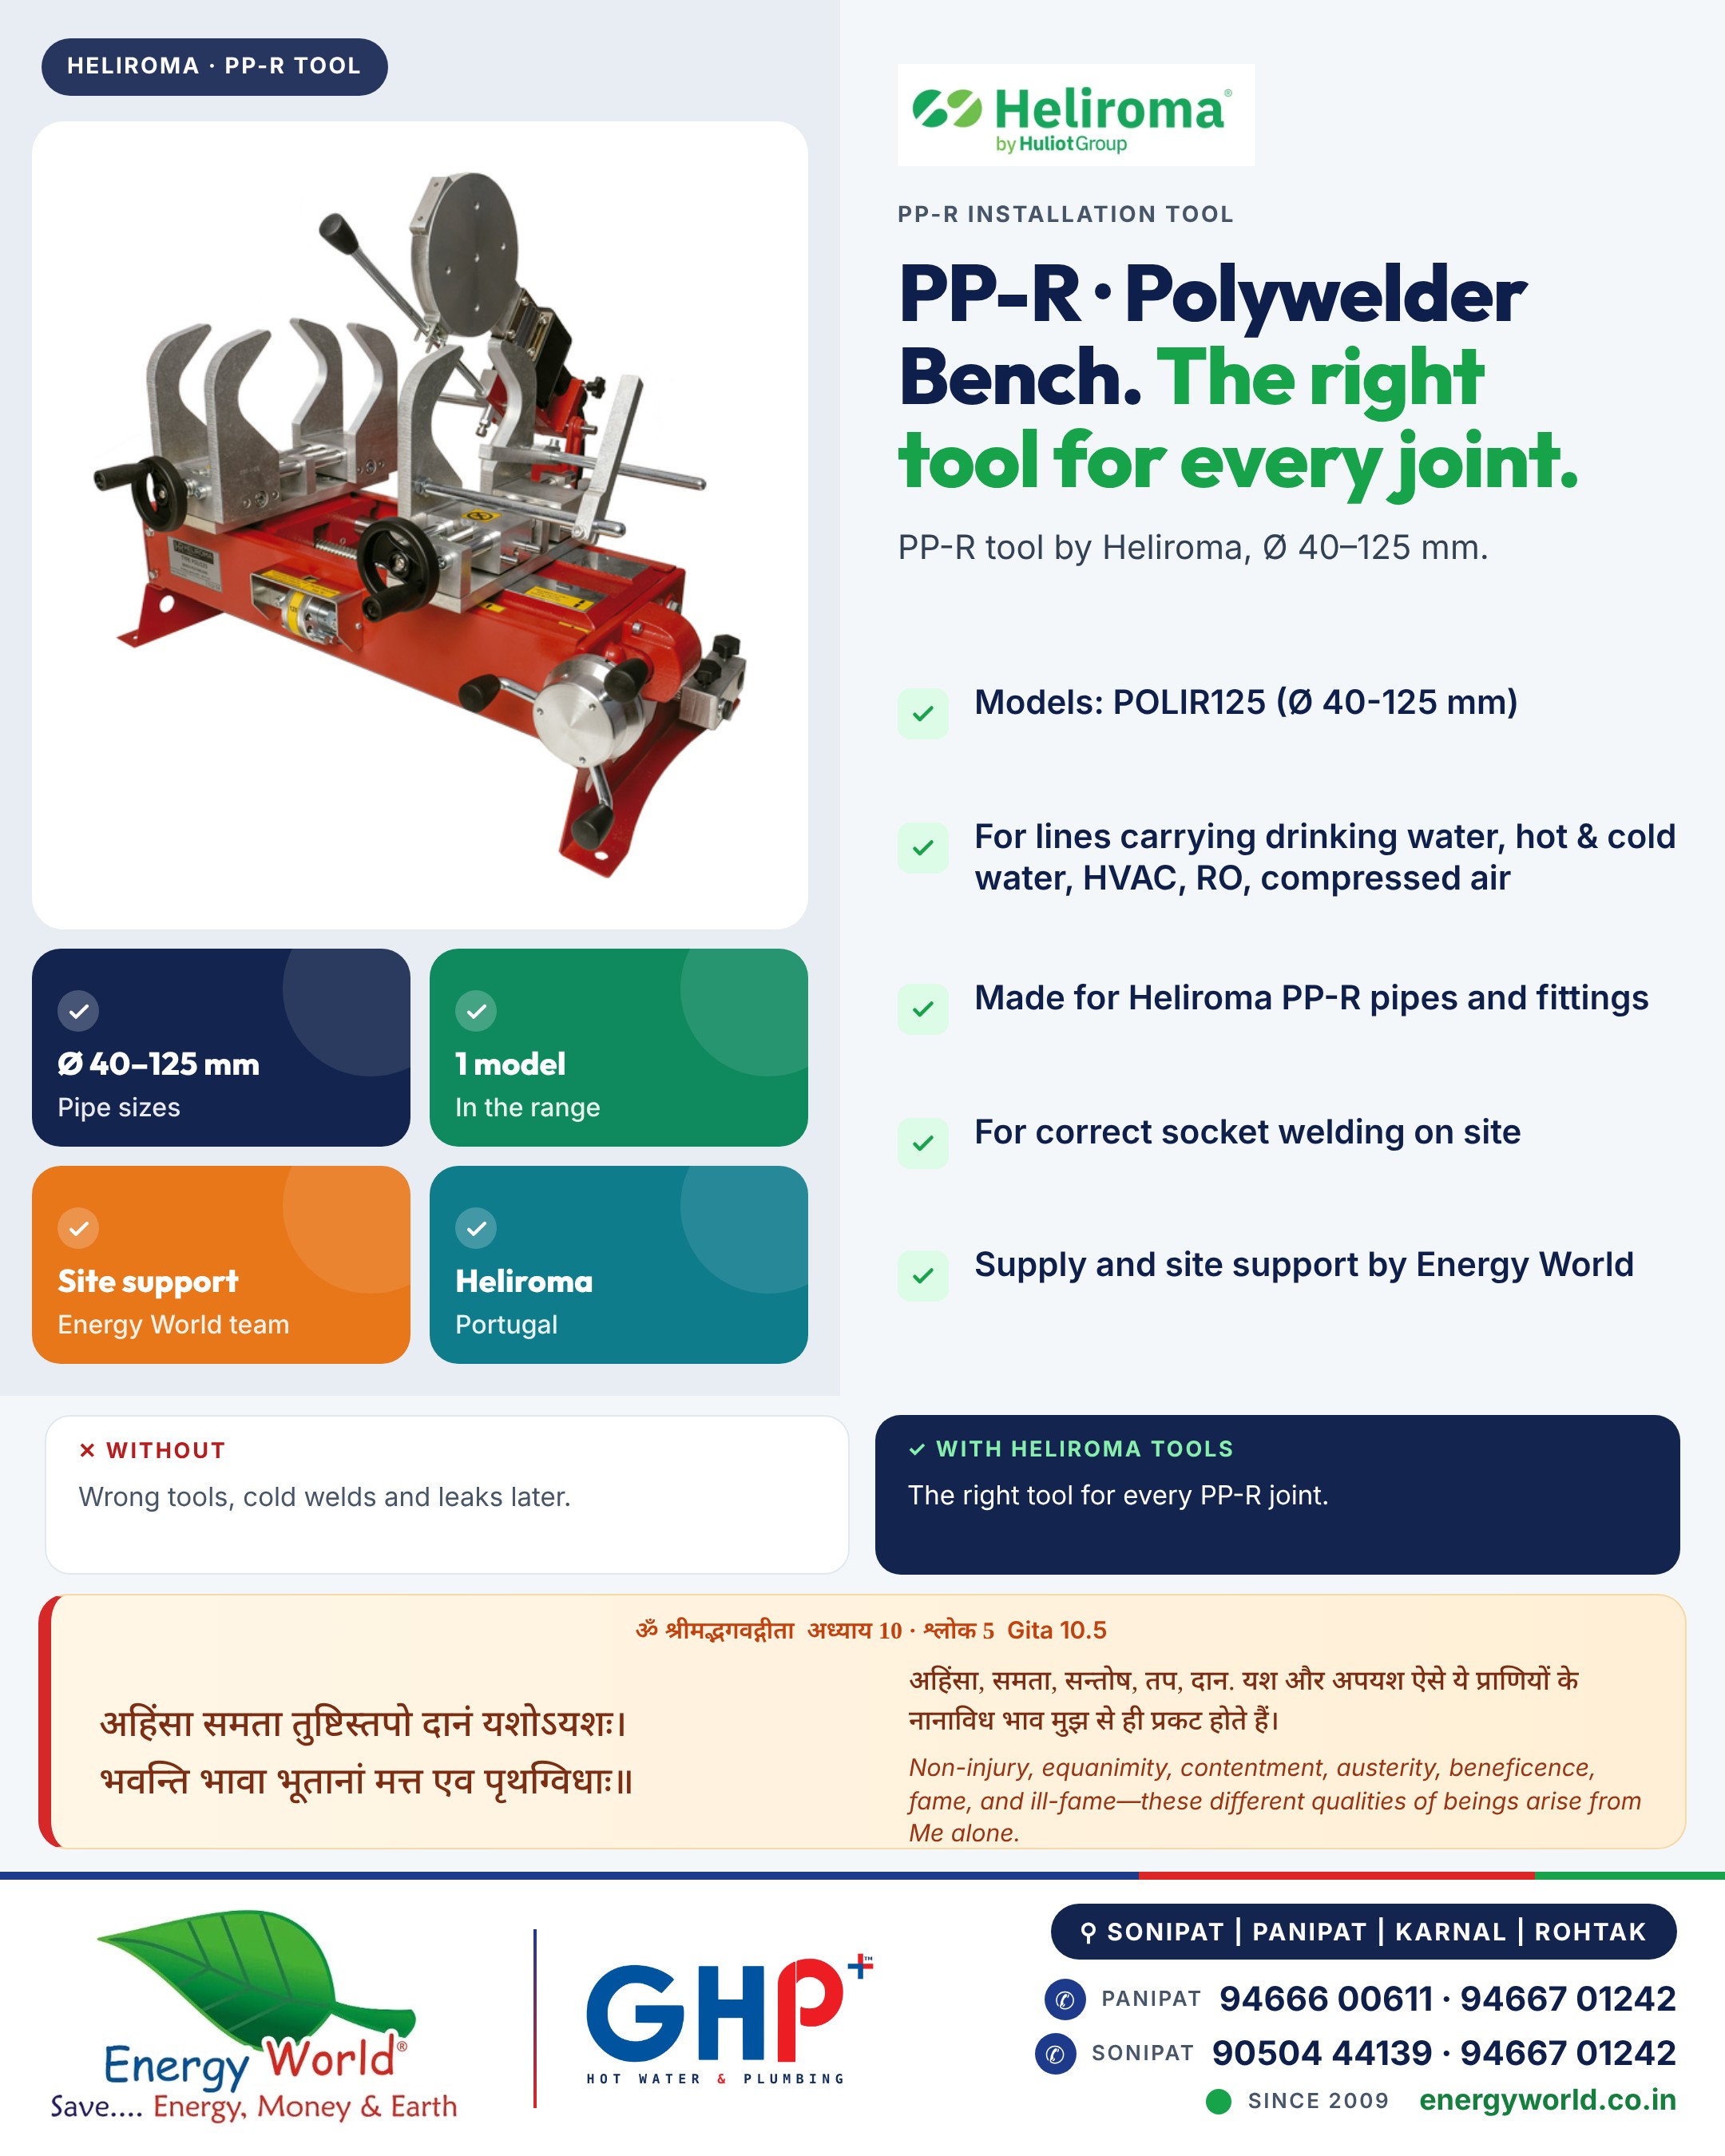 HELIROMA · PP-R TOOL
Heliroma®
by HuliotGroup
PP-R INSTALLATION TOOL
PP-R · Polywelder
Bench. The right
tool for every joint.
PP-R tool by Heliroma, Ø 40–125 mm.
Models: POLIR125 (Ø 40-125 mm)
For lines carrying drinking water, hot & cold
water, HVAC, RO, compressed air
Made for Heliroma PP-R pipes and fittings
For correct socket welding on site
Supply and site support by Energy World
Ø 40–125 mm
Pipe sizes
1 model
In the range
Site support
Energy World team
Heliroma
Portugal
✕ WITHOUT
Wrong tools, cold welds and leaks later.
✓ WITH HELIROMA TOOLS
The right tool for every PP-R joint.
ॐ श्रीमद्भगवद्गीता अध्याय 10 · श्लोक 5 Gita 10.5
अहिंसा समता तुष्टिस्तपो दानं यशोऽयशः।
भवन्ति भावा भूतानां मत्त एव पृथग्विधाः॥
अहिंसा, समता, सन्तोष, तप, दान. यश और अपयश ऐसे ये प्राणियों के
नानाविध भाव मुझ से ही प्रकट होते हैं।
Non-injury, equanimity, contentment, austerity, beneficence,
fame, and ill-fame—these different qualities of beings arise from
Me alone.
Energy World®
Save.... Energy, Money & Earth
GHP+™
HOT WATER & PLUMBING
SONIPAT | PANIPAT | KARNAL | ROHTAK
PANIPAT 94666 00611 · 94667 01242
SONIPAT 90504 44139 · 94667 01242
SINCE 2009 energyworld.co.in